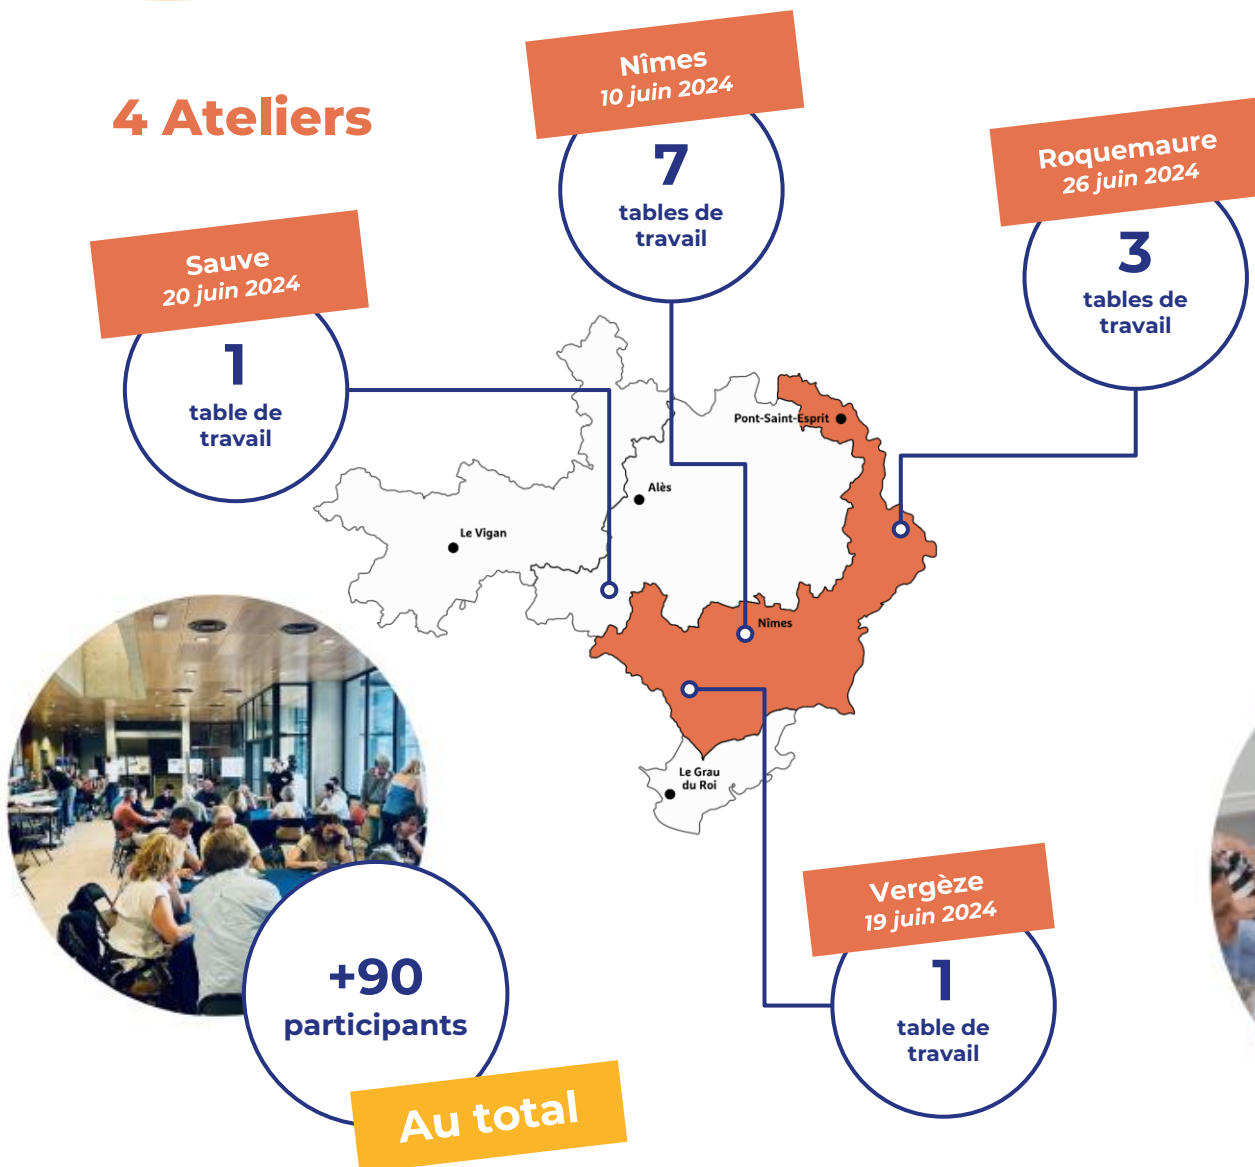 4 Ateliers
Nîmes
10 juin 2024
7
tables de
travail
Roquemaure
26 juin 2024
3
tables de
travail
Sauve
20 juin 2024
1
table de
travail
Pont-Saint-Esprit
Alès
Le Vigan
Nîmes
Le Grau
du Roi
Vergèze
19 juin 2024
1
table de
travail
+90
participants
Au total